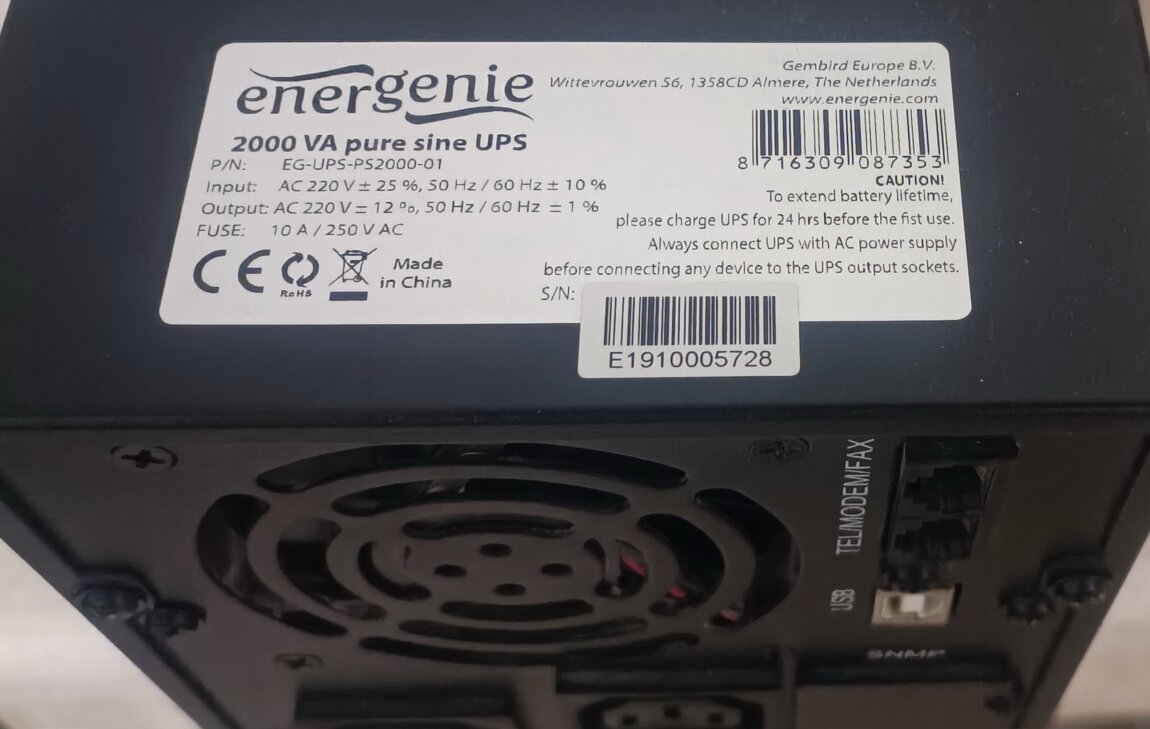 energenie
2000 VA pure sine UPS
P/N: EG-UPS-PS2000-01
Input: AC 220 V ± 25 %, 50 Hz / 60 Hz ± 10 %
Output: AC 220 V ± 12 %, 50 Hz / 60 Hz ± 1 %
FUSE: 10 A / 250 V AC
CE
RoHS
Made
in China
Gembird Europe B.V.
Wittevrouwen 56, 1358CD Almere, The Netherlands
www.energenie.com
8 716309 087353
CAUTION!
To extend battery lifetime,
please charge UPS for 24 hrs before the fist use.
Always connect UPS with AC power supply
before connecting any device to the UPS output sockets.
S/N:
E1910005728
TEL/MODEM/FAX
USB
SNMP